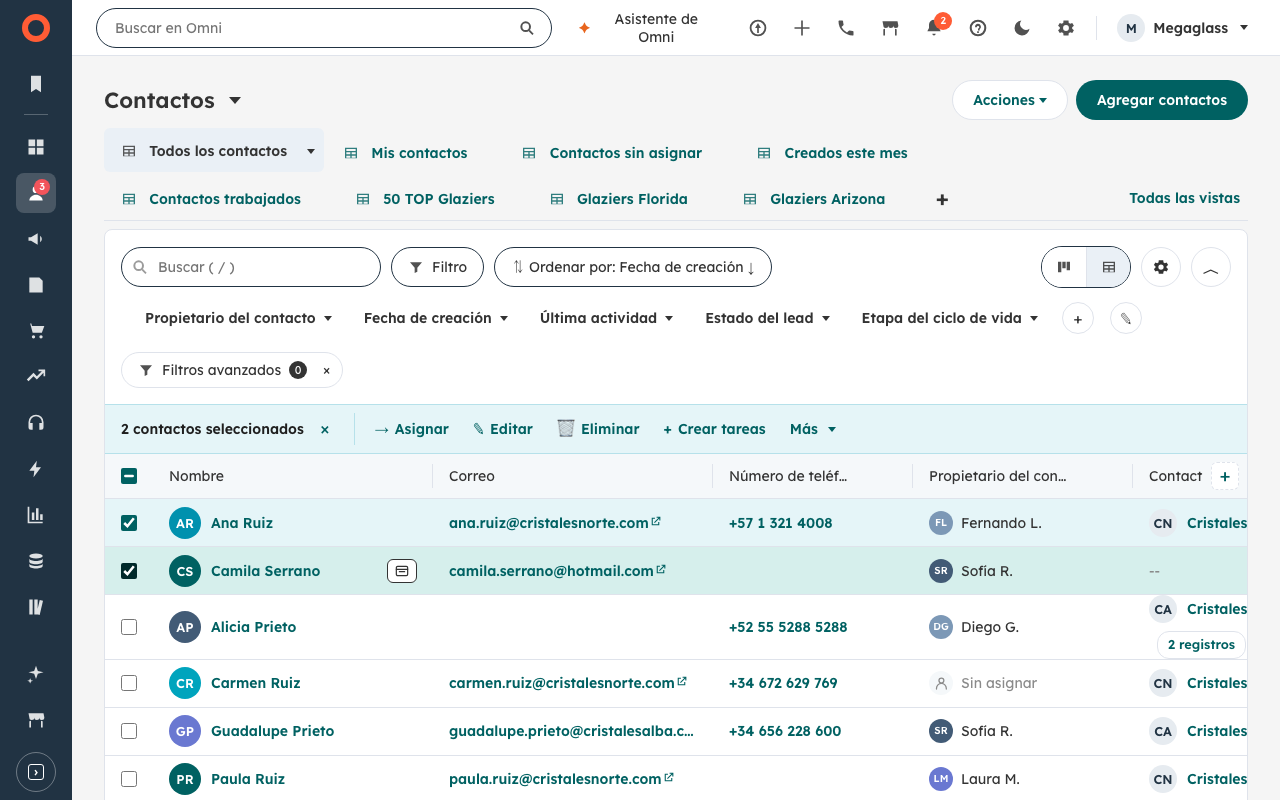 Buscar en Omni
Asistente de
Omni
2
M
Megaglass
3
Contactos
Acciones
Agregar contactos
Todos los contactos
Mis contactos
Contactos sin asignar
Creados este mes
Contactos trabajados
50 TOP Glaziers
Glaziers Florida
Glaziers Arizona
+
Todas las vistas
Buscar ( / )
Filtro
Ordenar por: Fecha de creación ↓
Propietario del contacto
Fecha de creación
Última actividad
Estado del lead
Etapa del ciclo de vida
+
Filtros avanzados 0 ×
2 contactos seleccionados ×
→ Asignar
Editar
Eliminar
+ Crear tareas
Más
Nombre
Correo
Número de teléf...
Propietario del con...
Contact
+
AR Ana Ruiz ana.ruiz@cristalesnorte.com +57 1 321 4008 FL Fernando L. CN Cristales
CS Camila Serrano camila.serrano@hotmail.com SR Sofía R. --
AP Alicia Prieto +52 55 5288 5288 DG Diego G. CA Cristales
2 registros
CR Carmen Ruiz carmen.ruiz@cristalesnorte.com +34 672 629 769 Sin asignar CN Cristales
GP Guadalupe Prieto guadalupe.prieto@cristalesalba.c... +34 656 228 600 SR Sofía R. CA Cristales
PR Paula Ruiz paula.ruiz@cristalesnorte.com LM Laura M. CN Cristales